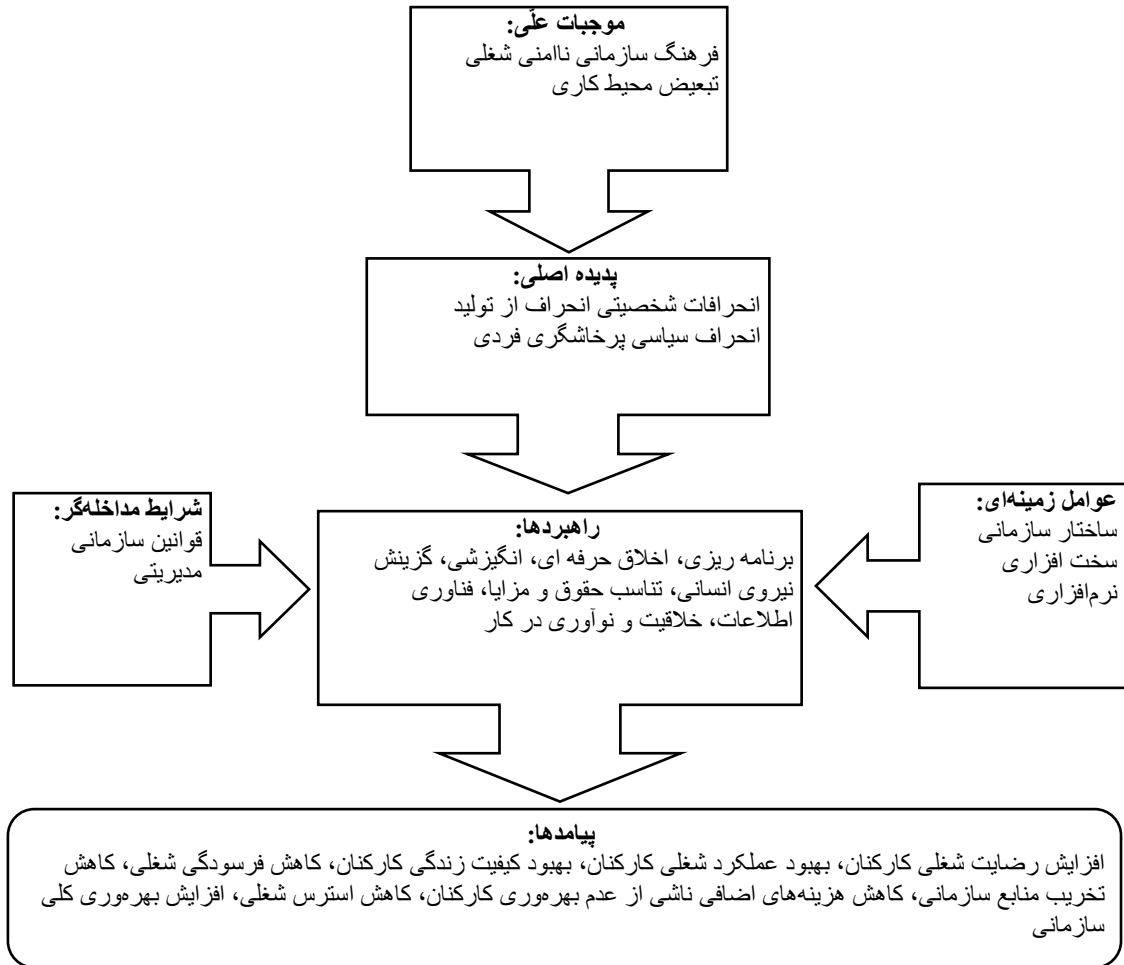 موجبات علّی:
فرهنگ سازمانی ناامنی شغلی
تبعیض محیط کاری
پدیده اصلی:
انحرافات شخصیتی انحراف از تولید
انحراف سیاسی پرخاشگری فردی
عوامل زمینه‌ای:
ساختار سازمانی
سخت افزاری
نرم‌افزاری
راهبردها:
برنامه ریزی، اخلاق حرفه ای، انگیزشی، گزینش
نیروی انسانی، تناسب حقوق و مزایا، فناوری
اطلاعات، خلاقیت و نوآوری در کار
شرایط مداخله‌گر:
قوانین سازمانی
مدیریتی
پیامدها:
افزایش رضایت شغلی کارکنان، بهبود عملکرد شغلی کارکنان، بهبود کیفیت زندگی کارکنان، کاهش فرسودگی شغلی، کاهش
تخریب منابع سازمانی، کاهش هزینه‌های اضافی ناشی از عدم بهره‌وری کارکنان، کاهش استرس شغلی، افزایش بهره‌وری کلی
سازمانی